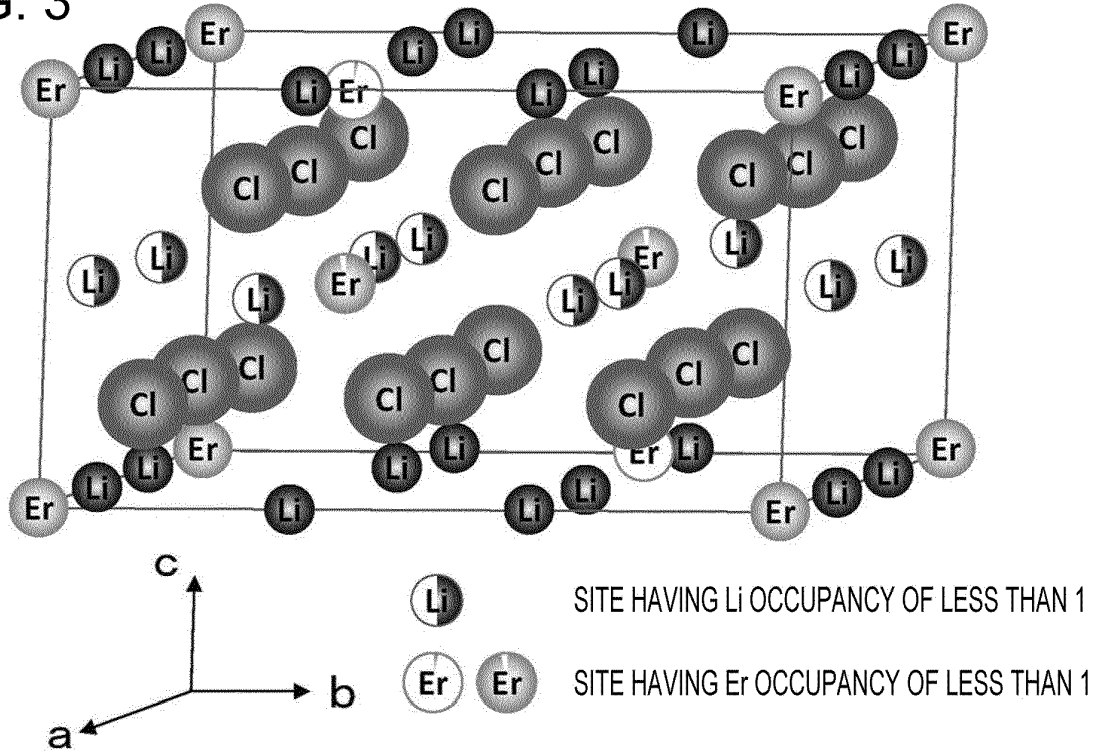 G. 3
Li Er Li Li Li Li Er
Er Li Li Er Li Li Er Li
Cl Cl Cl Cl Cl Cl Cl Cl Cl
Li Li Li Er Li Li Li Li Er Li Li Li
Cl Cl Cl Cl Cl Cl Cl Cl Cl
Li Er Li Li Er Li Li Er
Er Li Li Li Li Er Li
c
b
a
Li SITE HAVING Li OCCUPANCY OF LESS THAN 1
Er Er SITE HAVING Er OCCUPANCY OF LESS THAN 1